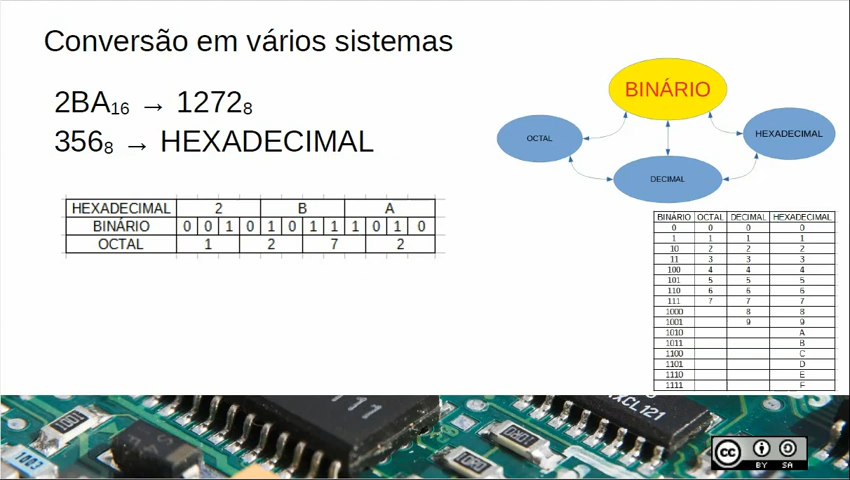 Conversão em vários sistemas
2BA₁₆ → 1272₈
356₈ → HEXADECIMAL
BINÁRIO
OCTAL
HEXADECIMAL
DECIMAL
HEXADECIMAL 2 B A
BINÁRIO 0 0 1 0 1 0 1 1 1 0 1 0
OCTAL 1 2 7 2
BINÁRIO OCTAL DECIMAL HEXADECIMAL
0 0 0 0
1 1 1 1
10 2 2 2
11 3 3 3
100 4 4 4
101 5 5 5
110 6 6 6
111 7 7 7
1000 8 8
1001 9 9
1010 A
1011 B
1100 C
1101 D
1110 E
1111 F
XCL121
1003
cc BY SA